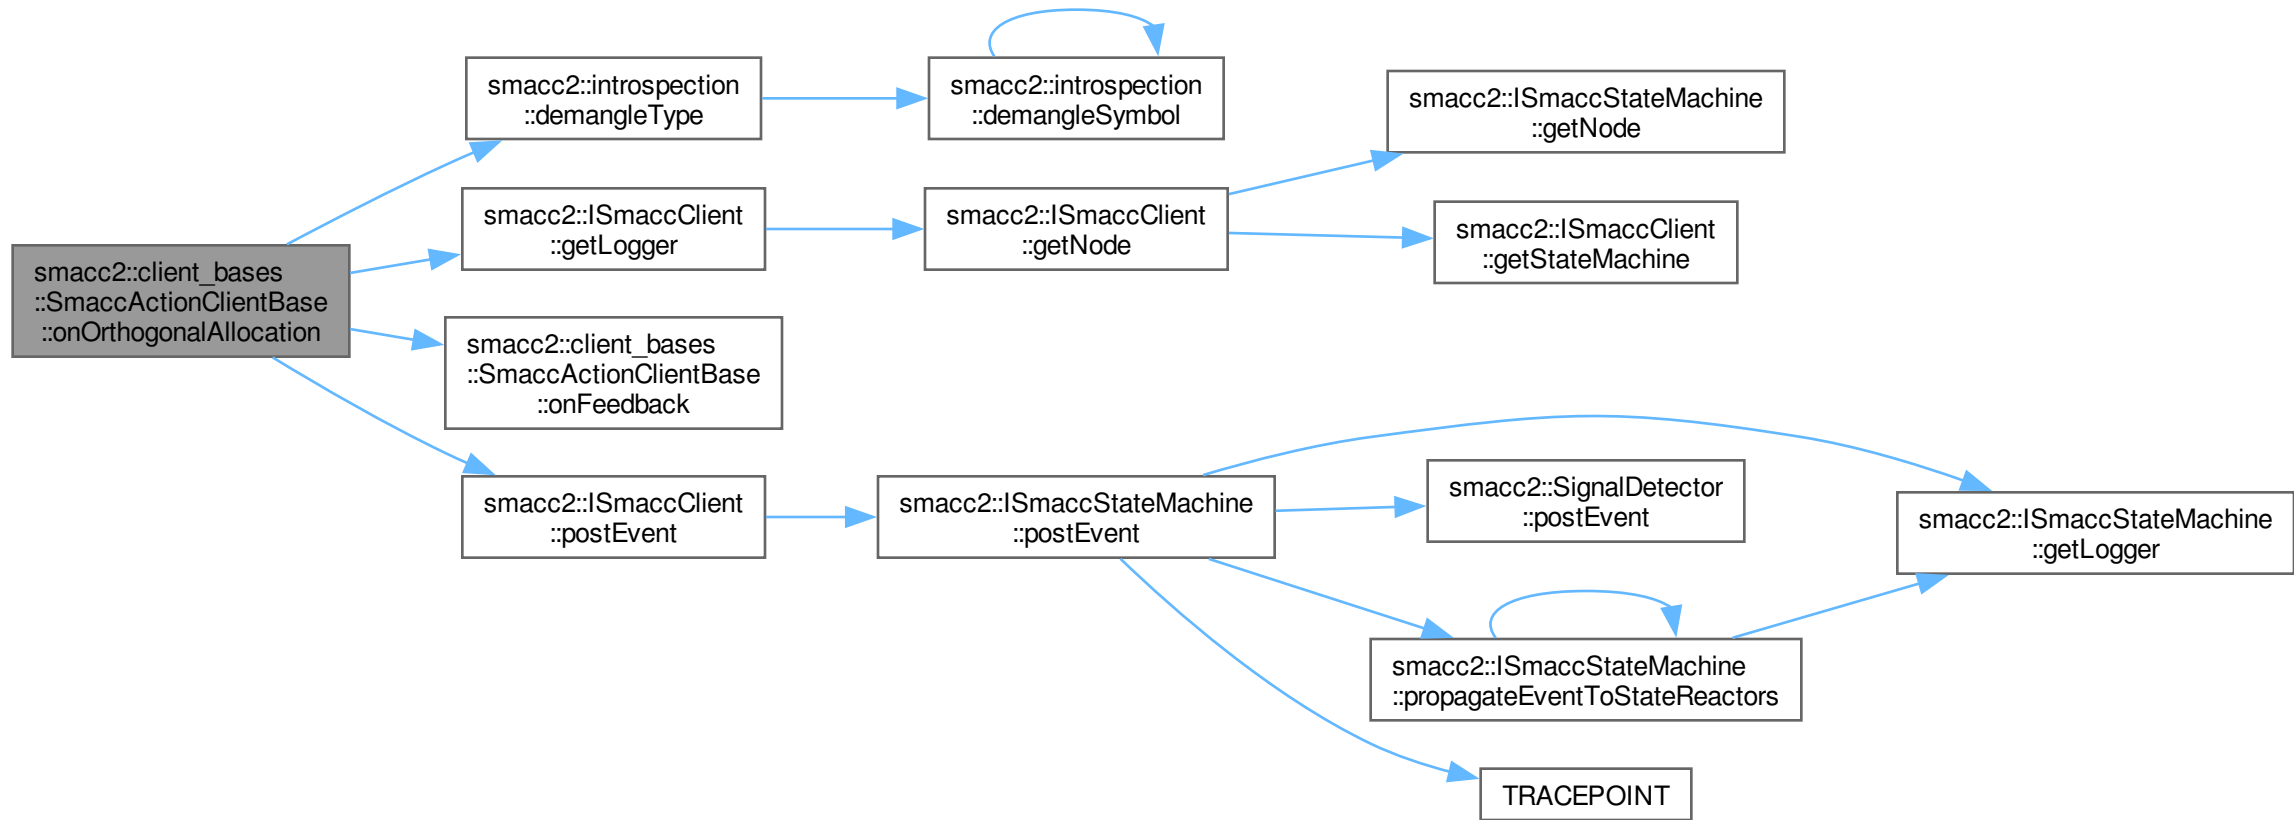 smacc2::client_bases
::SmaccActionClientBase
::onOrthogonalAllocation
smacc2::introspection
::demangleType
smacc2::introspection
::demangleSymbol
smacc2::ISmaccClient
::getLogger
smacc2::ISmaccClient
::getNode
smacc2::ISmaccStateMachine
::getNode
smacc2::ISmaccClient
::getStateMachine
smacc2::client_bases
::SmaccActionClientBase
::onFeedback
smacc2::ISmaccClient
::postEvent
smacc2::ISmaccStateMachine
::postEvent
smacc2::SignalDetector
::postEvent
smacc2::ISmaccStateMachine
::getLogger
smacc2::ISmaccStateMachine
::propagateEventToStateReactors
TRACEPOINT